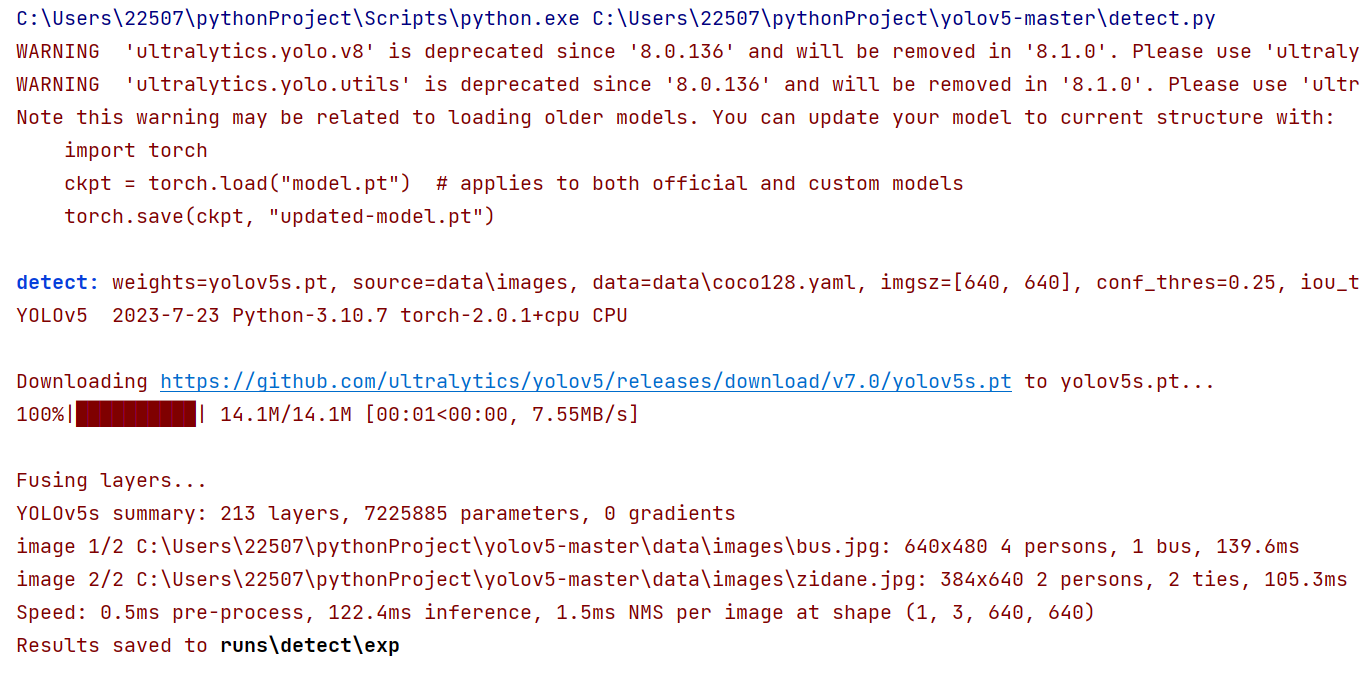 C:\Users\22507\pythonProject\Scripts\python.exe C:\Users\22507\pythonProject\yolov5-master\detect.py
WARNING  'ultralytics.yolo.v8' is deprecated since '8.0.136' and will be removed in '8.1.0'. Please use 'ultraly
WARNING  'ultralytics.yolo.utils' is deprecated since '8.0.136' and will be removed in '8.1.0'. Please use 'ultr
Note this warning may be related to loading older models. You can update your model to current structure with:
    import torch
    ckpt = torch.load("model.pt")  # applies to both official and custom models
    torch.save(ckpt, "updated-model.pt")
detect: weights=yolov5s.pt, source=data\images, data=data\coco128.yaml, imgsz=[640, 640], conf_thres=0.25, iou_t
YOLOv5  2023-7-23 Python-3.10.7 torch-2.0.1+cpu CPU
Downloading https://github.com/ultralytics/yolov5/releases/download/v7.0/yolov5s.pt to yolov5s.pt...
100%|██████████| 14.1M/14.1M [00:01<00:00, 7.55MB/s]
Fusing layers...
YOLOv5s summary: 213 layers, 7225885 parameters, 0 gradients
image 1/2 C:\Users\22507\pythonProject\yolov5-master\data\images\bus.jpg: 640x480 4 persons, 1 bus, 139.6ms
image 2/2 C:\Users\22507\pythonProject\yolov5-master\data\images\zidane.jpg: 384x640 2 persons, 2 ties, 105.3ms
Speed: 0.5ms pre-process, 122.4ms inference, 1.5ms NMS per image at shape (1, 3, 640, 640)
Results saved to runs\detect\exp